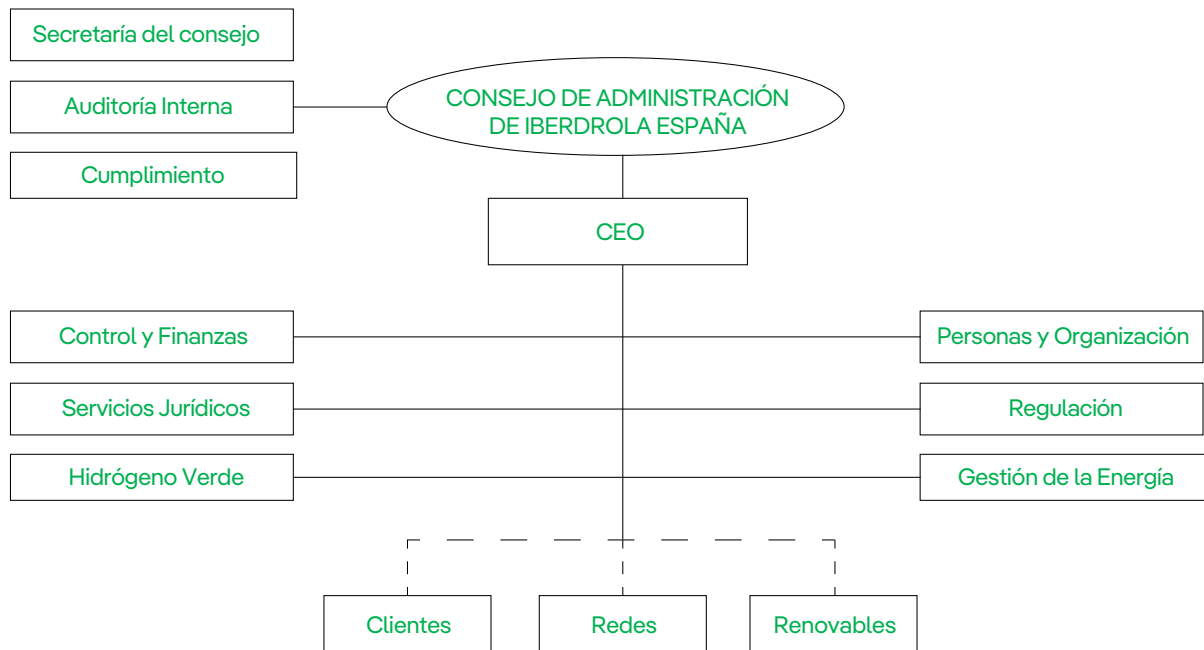 Secretaría del consejo
Auditoría Interna
Cumplimiento
CONSEJO DE ADMINISTRACIÓN
DE IBERDROLA ESPAÑA
CEO
Control y Finanzas
Personas y Organización
Servicios Jurídicos
Regulación
Hidrógeno Verde
Gestión de la Energía
Clientes
Redes
Renovables